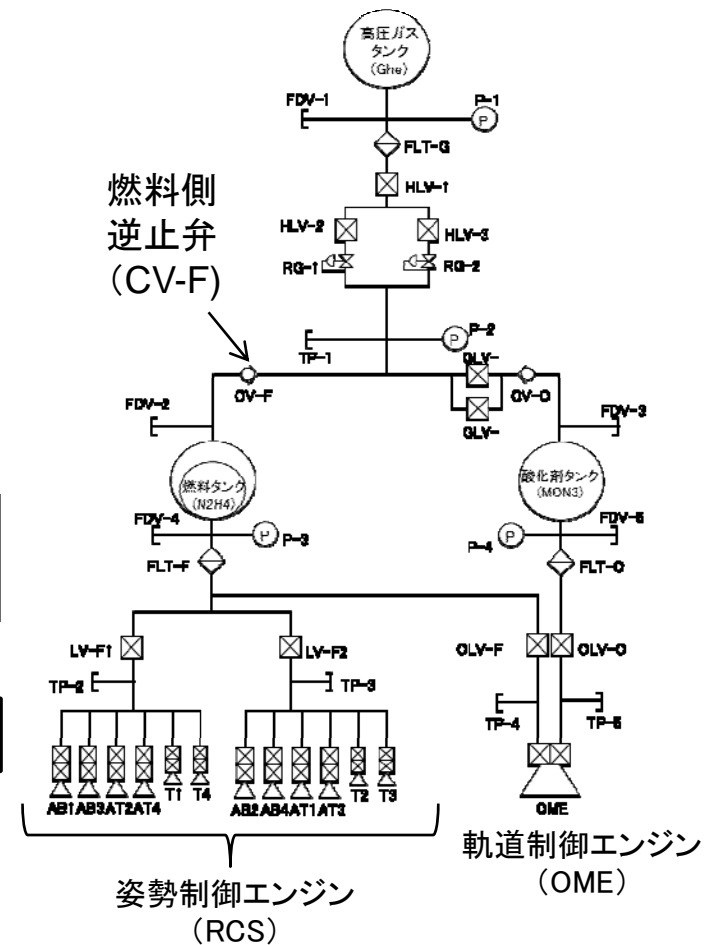 高圧ガス
タンク
(Ghe)
FDV-1
P-1
P
FLT-G
HLV-1
燃料側
逆止弁
(CV-F)
HLV-2
HLV-3
RG-1
RG-2
P-2
P
TP-1
GLV-
CV-F
CV-O
GLV-
FDV-2
FDV-3
燃料タンク
(N2H4)
酸化剤タンク
(MON3)
FDV-4
FDV-5
P
P-3
P-4
P
FLT-F
FLT-O
LV-F1
LV-F2
OLV-F
OLV-O
TP-2
TP-3
TP-4
TP-5
AB1 AB3 AT2 AT4 T1 T4
AB2 AB4 AT1 AT3 T2 T3
OME
姿勢制御エンジン
(RCS)
軌道制御エンジン
(OME)